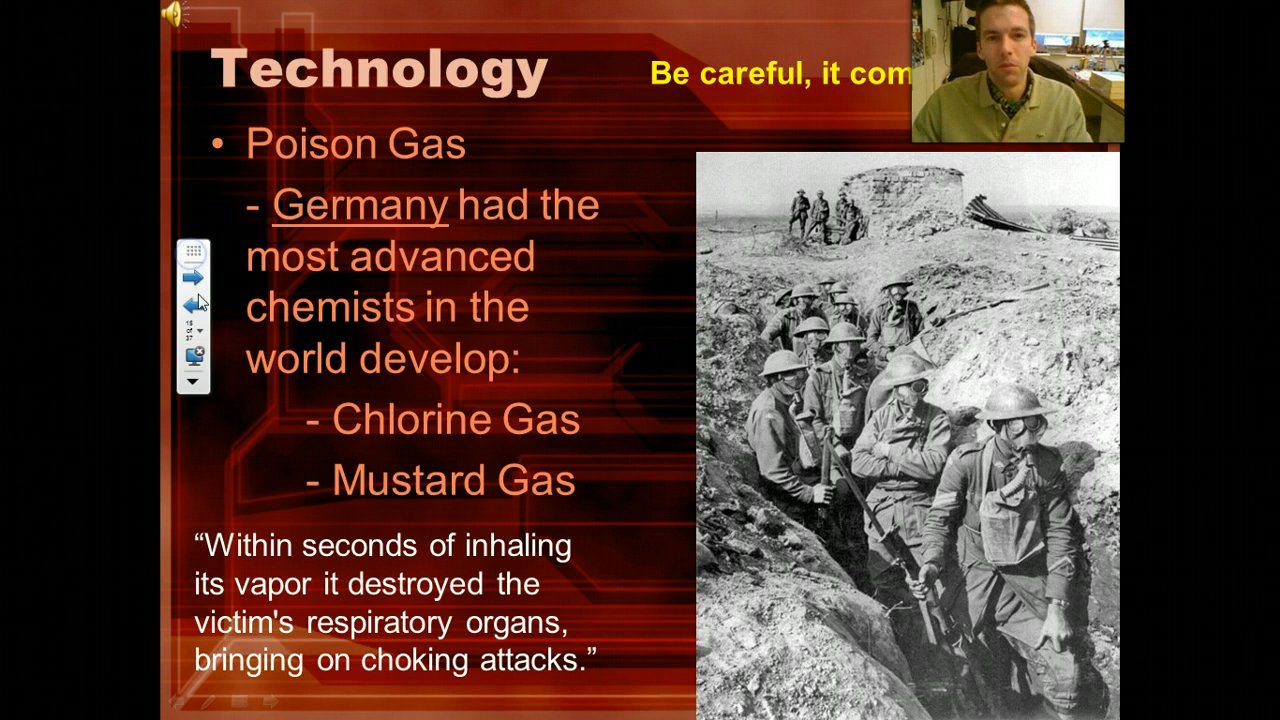 Technology
Be careful, it com
• Poison Gas
- Germany had the
most advanced
chemists in the
world develop:
- Chlorine Gas
- Mustard Gas
“Within seconds of inhaling
its vapor it destroyed the
victim's respiratory organs,
bringing on choking attacks.”